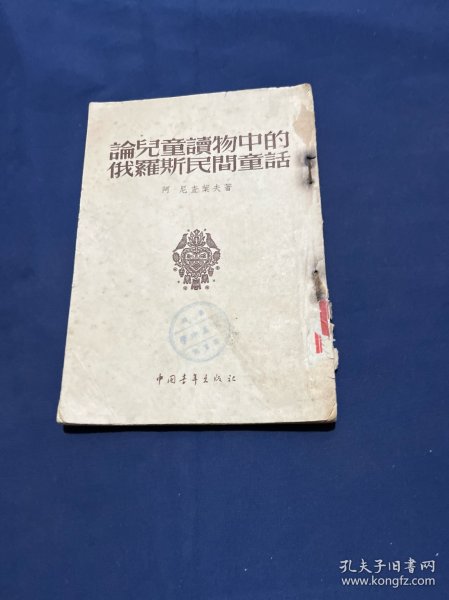 論兒童讀物中的
俄羅斯民間童話
阿·尼查葉夫著
中国青年出版社
孔夫子旧书网
www.kongfz.com